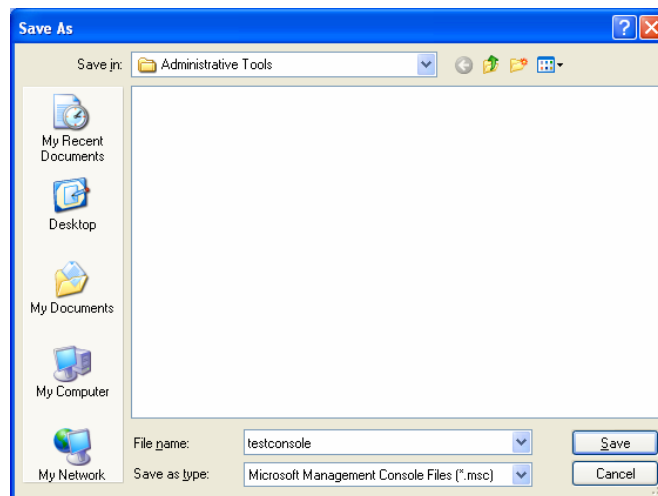 Save As
?
X
Save in:
Administrative Tools
My Recent
Documents
Desktop
My Documents
My Computer
My Network
File name:
testconsole
Save
Save as type:
Microsoft Management Console Files (*.msc)
Cancel